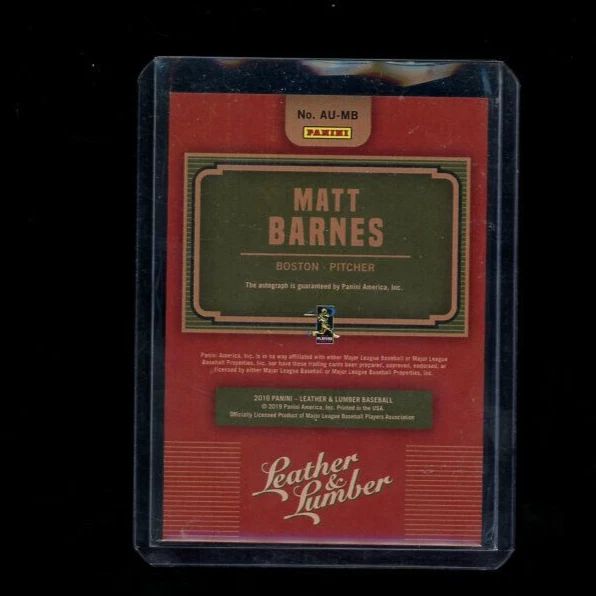 No. AU-MB
PANINI
MATT
BARNES
BOSTON - PITCHER
The autograph is guaranteed by Panini America, Inc.
PLAYERS
Panini America, Inc. is in no way affiliated with either Major League Baseball or Major League
Baseball Properties, Inc. nor have these trading cards been prepared, approved, endorsed, or
licensed by either Major League Baseball or Major League Baseball Properties, Inc.
2019 PANINI - LEATHER & LUMBER BASEBALL
© 2019 Panini America, Inc. Printed in the USA.
Officially Licensed Product of Major League Baseball Players Association
Leather
&
Lumber